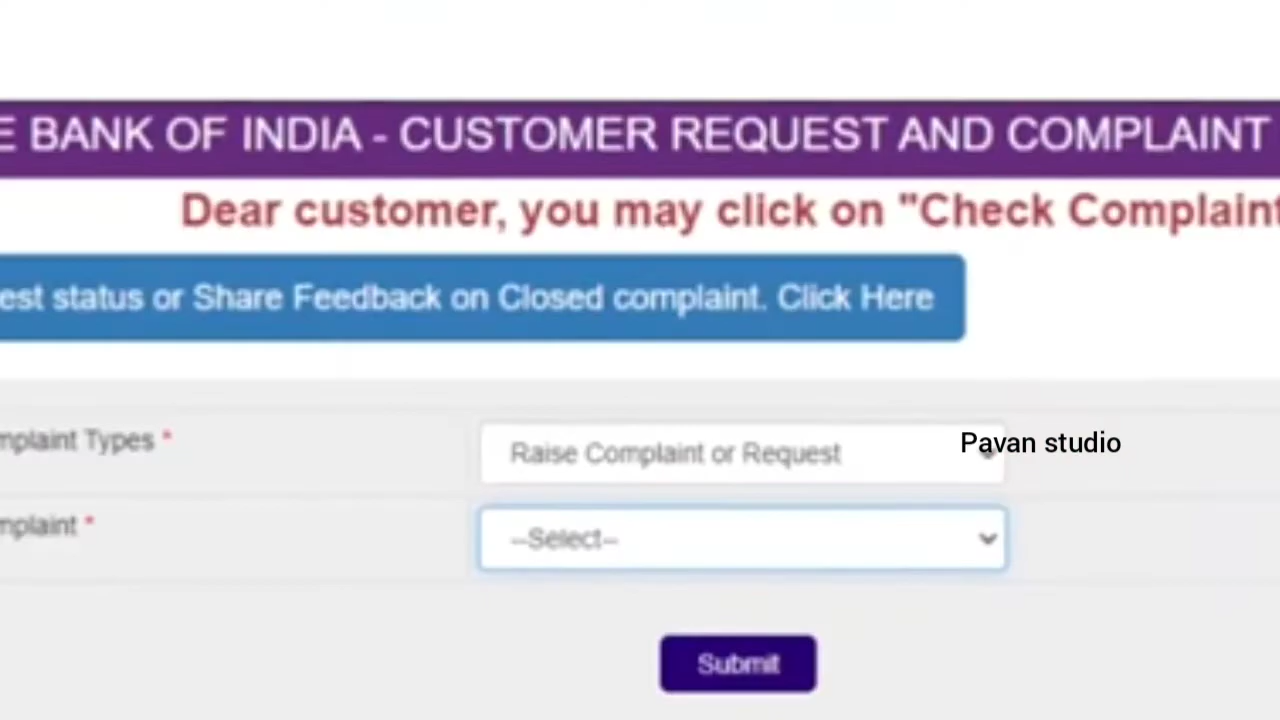 E BANK OF INDIA - CUSTOMER REQUEST AND COMPLAINT
Dear customer, you may click on "Check Complaint
est status or Share Feedback on Closed complaint. Click Here
mplaint Types *
Raise Complaint or Request
Pavan studio
mplaint *
--Select--
Submit